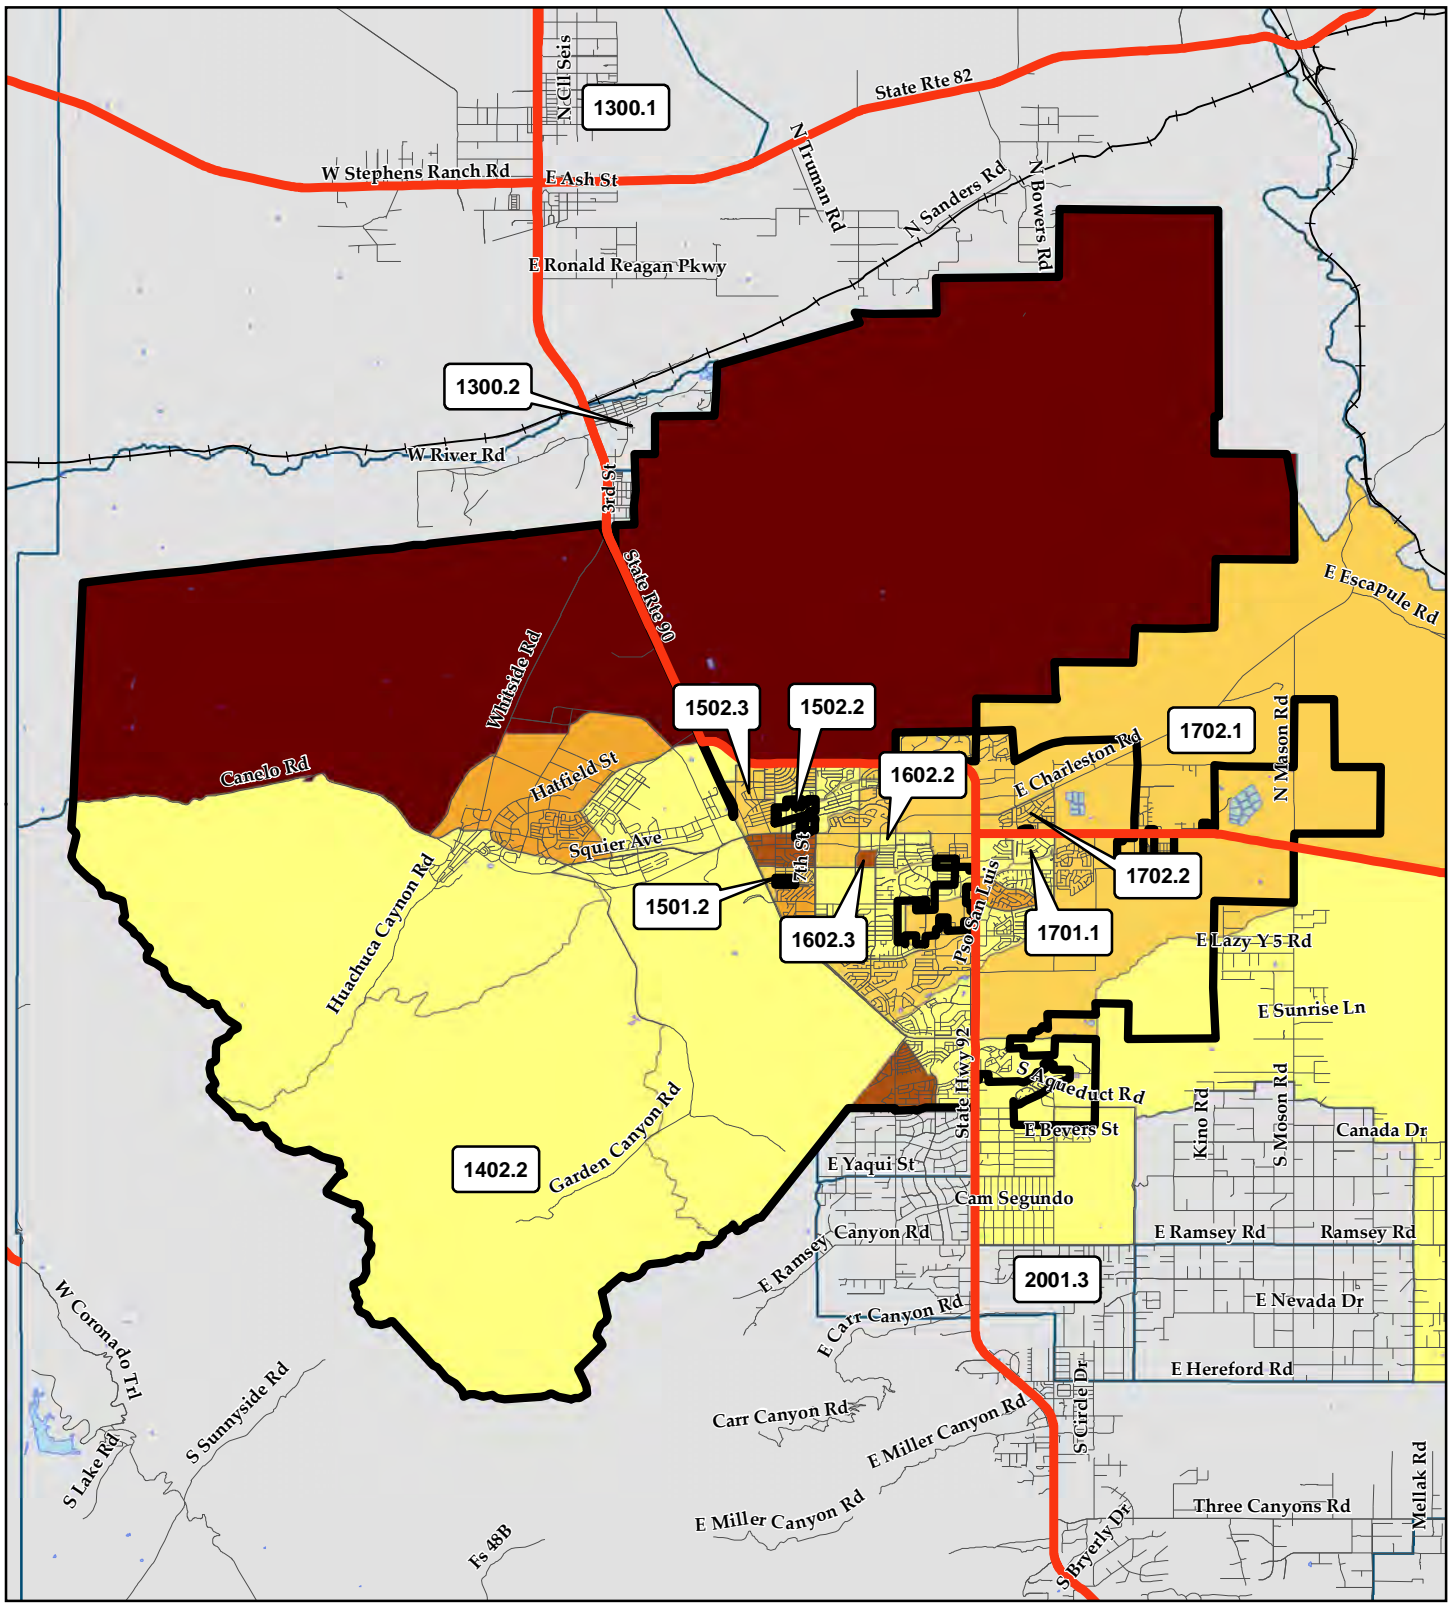 N Cll Seis
1300.1
State Rte 82
N Truman Rd
W Stephens Ranch Rd
E Ash St
N Sanders Rd
N Bowers Rd
E Ronald Reagan Pkwy
1300.2
W River Rd
3rd St
State Rte 90
E Escapule Rd
Whitside Rd
1502.3
1502.2
1702.1
N Mason Rd
Canelo Rd
Hatfield St
1602.2
E Charleston Rd
Squier Ave
7th St
1702.2
Huachuca Caynon Rd
1501.2
1602.3
Pso San Luis
1701.1
E Lazy Y 5 Rd
E Sunrise Ln
State Hwy 92
S Aqueduct Rd
Kino Rd
S Moson Rd
E Bevers St
Canada Dr
1402.2
Garden Canyon Rd
E Yaqui St
Cam Segundo
E Ramsey Canyon Rd
E Ramsey Rd
Ramsey Rd
2001.3
E Nevada Dr
W Coronado Trl
E Carr Canyon Rd
E Hereford Rd
S Sunnyside Rd
S Lake Rd
Carr Canyon Rd
E Miller Canyon Rd
S Circle Dr
Mellak Rd
E Miller Canyon Rd
Three Canyons Rd
Fs 48B
S Bryerly Dr